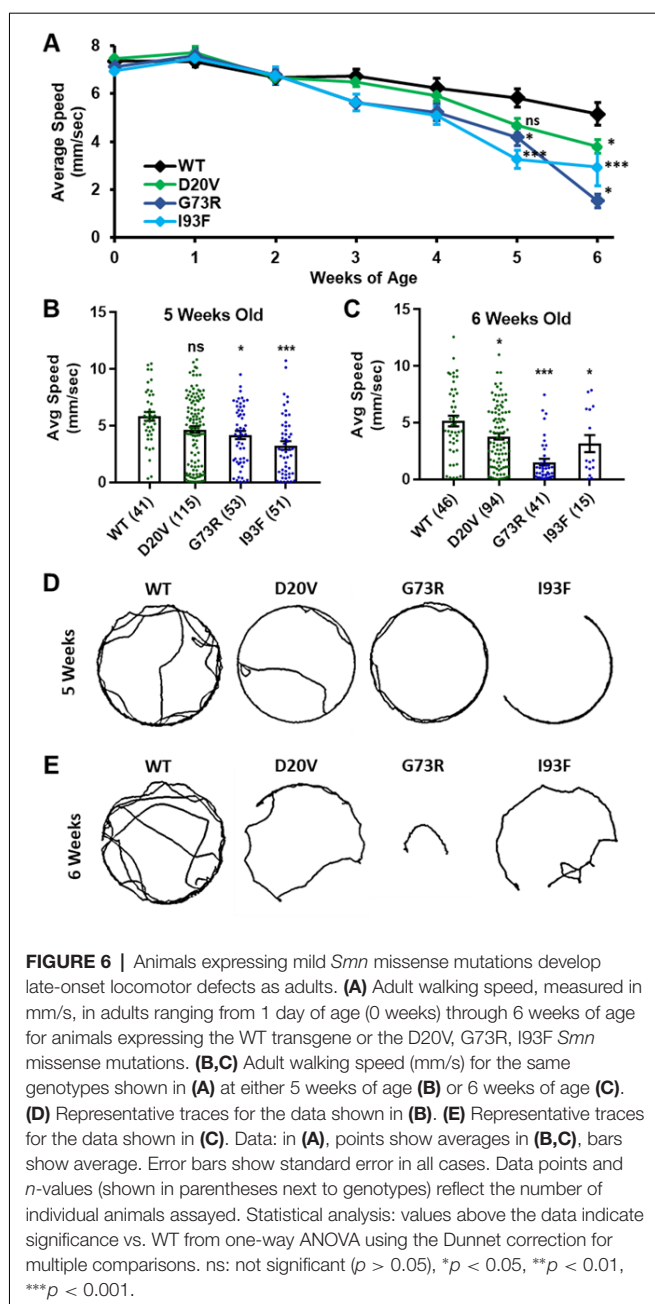 A
8
6
4
2
0
Average Speed
(mm/sec)
WT
D20V
G73R
I93F
ns
*
***
*
***
*
0 1 2 3 4 5 6
Weeks of Age
B
5 Weeks Old
15
10
5
0
Avg Speed
(mm/sec)
ns * ***
WT (41) D20V (115) G73R (53) I93F (51)
C
6 Weeks Old
15
10
5
0
Avg Speed
(mm/sec)
* *** *
WT (46) D20V (94) G73R (41) I93F (15)
D
WT D20V G73R I93F
5 Weeks
E
WT D20V G73R I93F
6 Weeks
FIGURE 6 | Animals expressing mild Smn missense mutations develop
late-onset locomotor defects as adults. (A) Adult walking speed, measured in
mm/s, in adults ranging from 1 day of age (0 weeks) through 6 weeks of age
for animals expressing the WT transgene or the D20V, G73R, I93F Smn
missense mutations. (B,C) Adult walking speed (mm/s) for the same
genotypes shown in (A) at either 5 weeks of age (B) or 6 weeks of age (C).
(D) Representative traces for the data shown in (B). (E) Representative traces
for the data shown in (C). Data: in (A), points show averages in (B,C), bars
show average. Error bars show standard error in all cases. Data points and
n-values (shown in parentheses next to genotypes) reflect the number of
individual animals assayed. Statistical analysis: values above the data indicate
significance vs. WT from one-way ANOVA using the Dunnet correction for
multiple comparisons. ns: not significant (p > 0.05), *p < 0.05, **p < 0.01,
***p < 0.001.